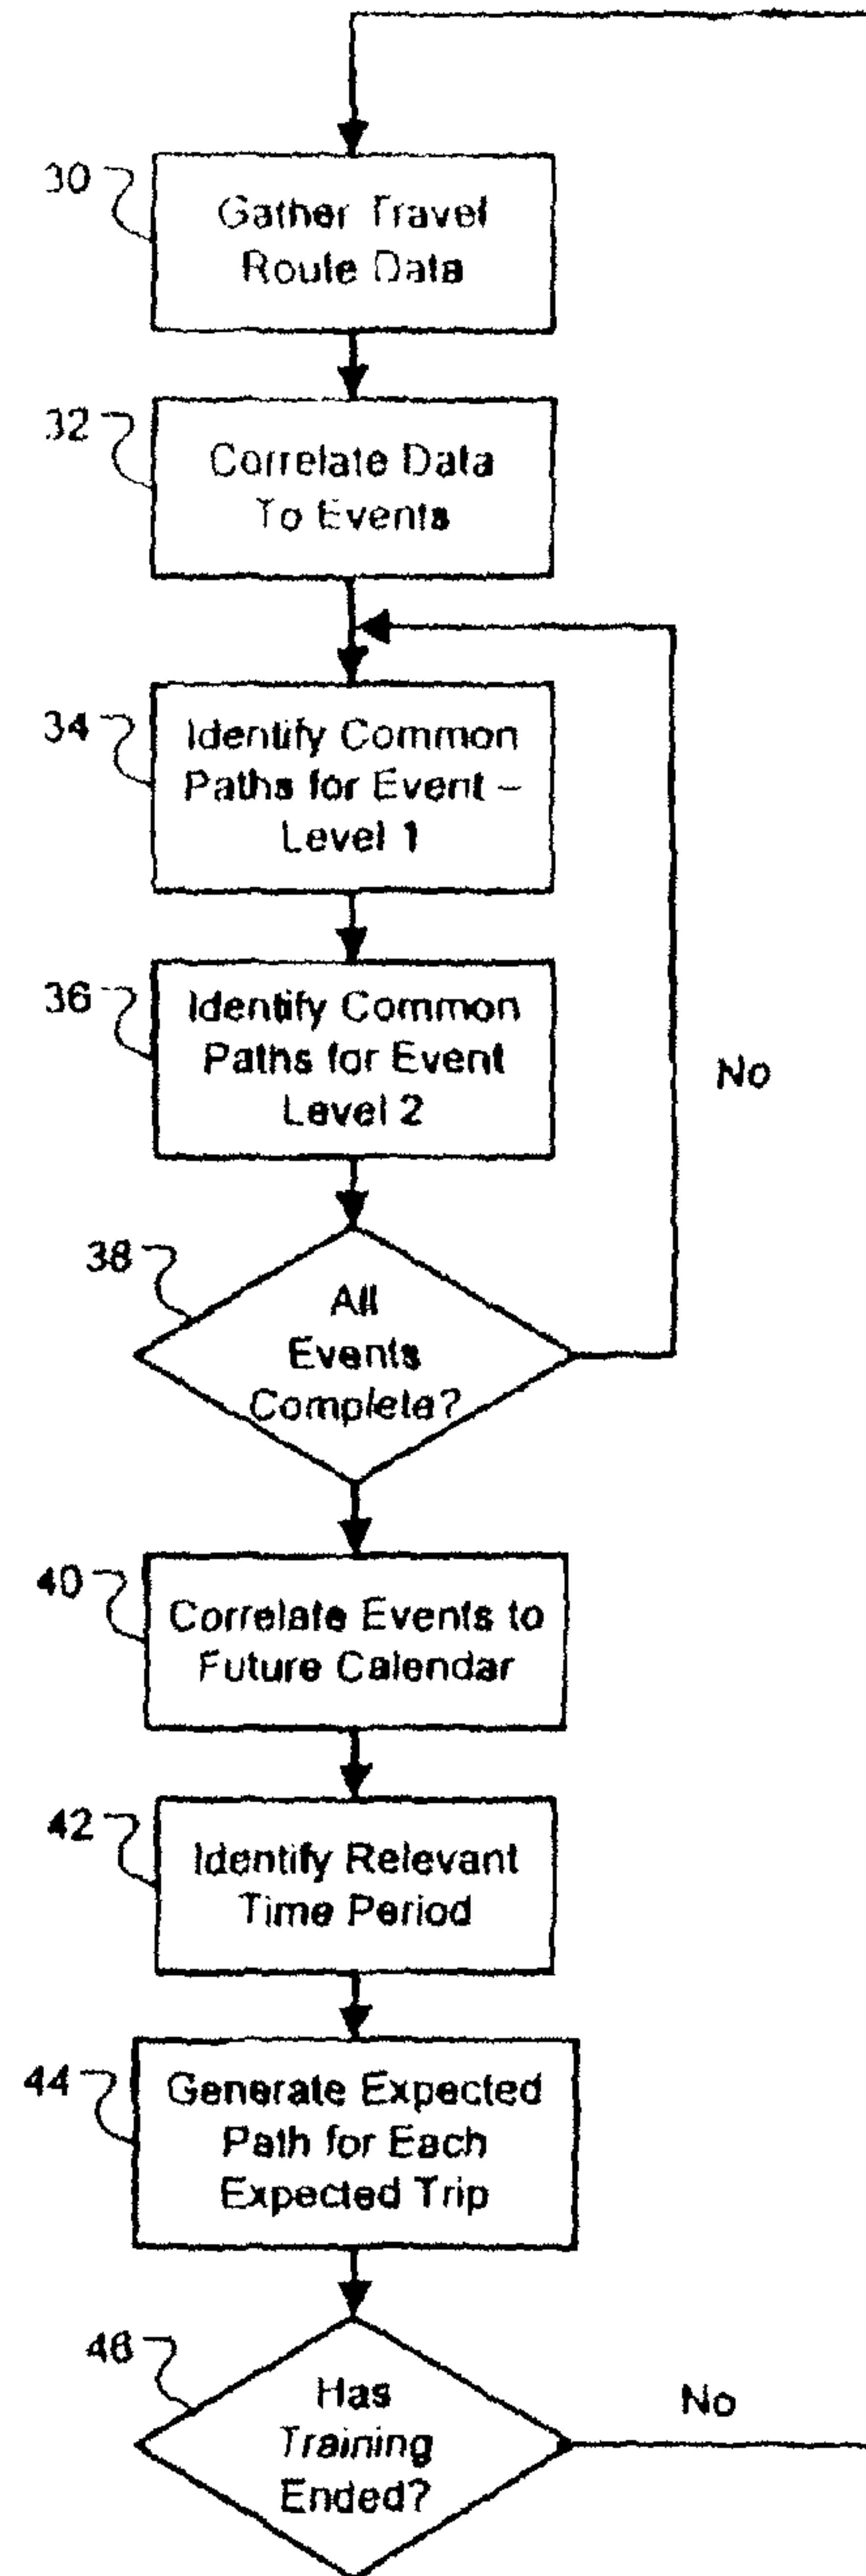 30
Gather Travel
Route Data
32
Correlate Data
To Events
34
Identify Common
Paths for Event –
Level 1
36
Identify Common
Paths for Event
Level 2
No
38
All
Events
Complete?
40
Correlate Events to
Future Calendar
42
Identify Relevant
Time Period
44
Generate Expected
Path for Each
Expected Trip
46
Has
Training
Ended?
No